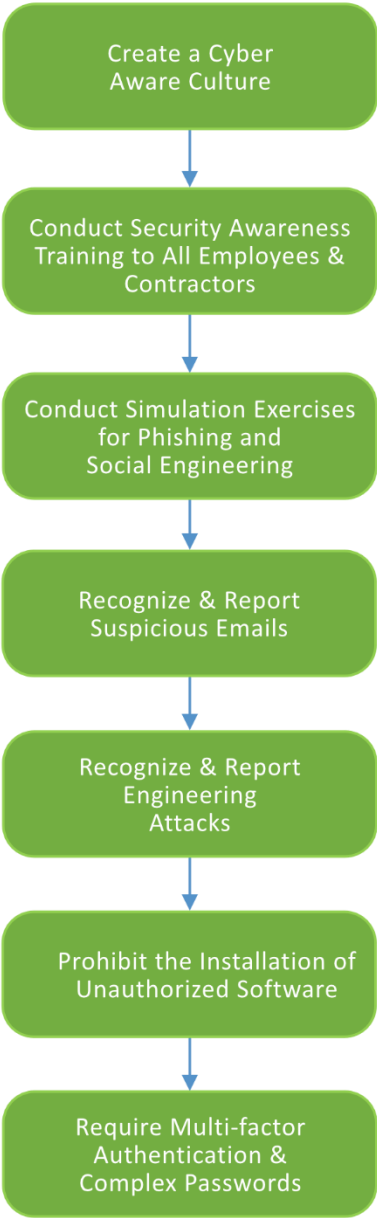 Create a Cyber
Aware Culture
Conduct Security Awareness
Training to All Employees &
Contractors
Conduct Simulation Exercises
for Phishing and
Social Engineering
Recognize & Report
Suspicious Emails
Recognize & Report
Engineering
Attacks
Prohibit the Installation of
Unauthorized Software
Require Multi-factor
Authentication &
Complex Passwords